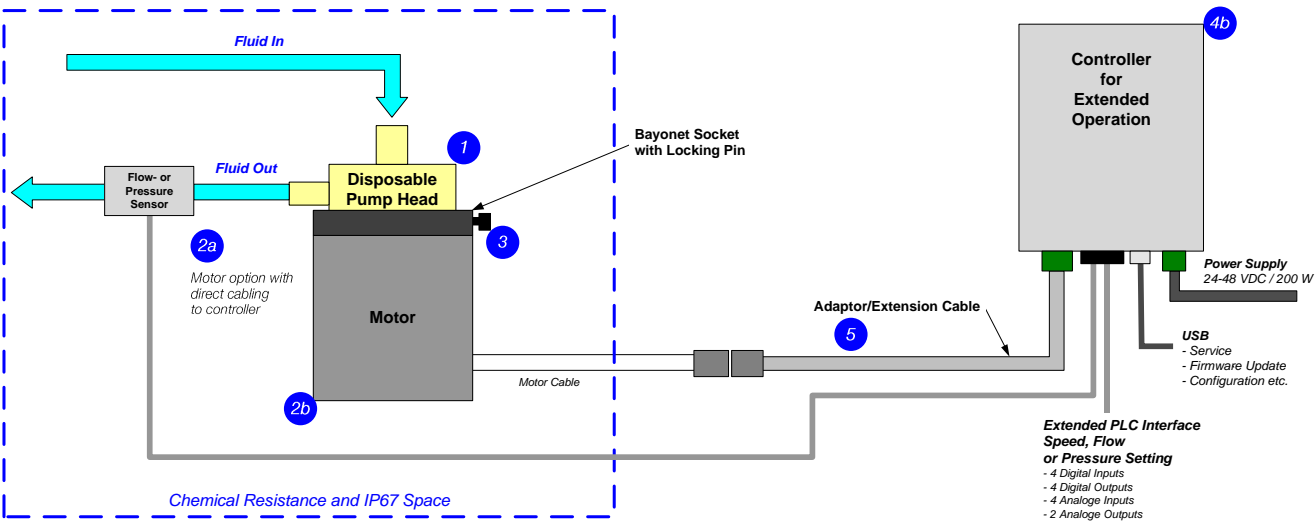 Fluid In
4b
Controller
for
Extended
Operation
Bayonet Socket
with Locking Pin
1
Fluid Out
Flow- or
Pressure
Sensor
Disposable
Pump Head
3
2a
Motor option with
direct cabling
to controller
Motor
Power Supply
24-48 VDC / 200 W
Adaptor/Extension Cable
5
USB
- Service
- Firmware Update
- Configuration etc.
Motor Cable
2b
Extended PLC Interface
Speed, Flow
or Pressure Setting
- 4 Digital Inputs
- 4 Digital Outputs
- 4 Analoge Inputs
- 2 Analoge Outputs
Chemical Resistance and IP67 Space